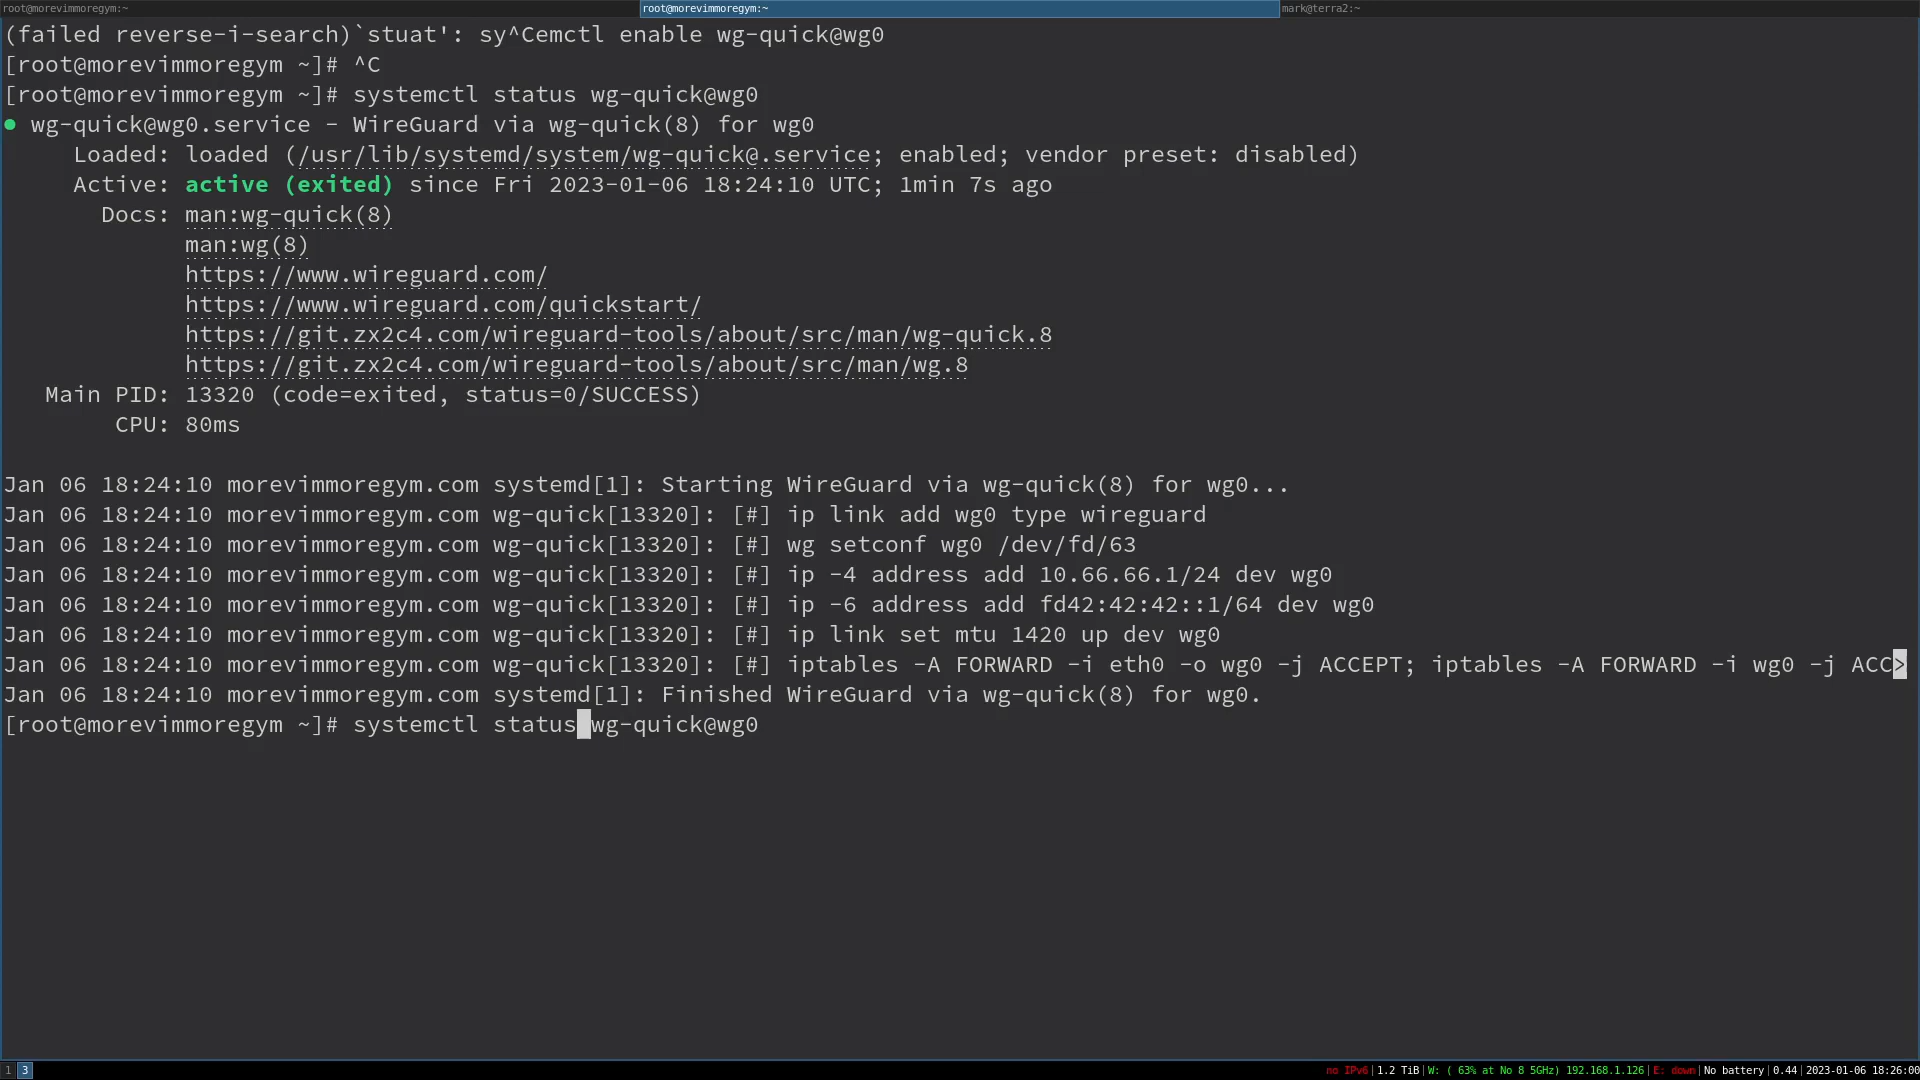 root@morevimmoregym:~ root@morevimmoregym:~ mark@terra2:~
(failed reverse-i-search)`stuat': sy^Cemctl enable wg-quick@wg0
[root@morevimmoregym ~]# ^C
[root@morevimmoregym ~]# systemctl status wg-quick@wg0
● wg-quick@wg0.service - WireGuard via wg-quick(8) for wg0
Loaded: loaded (/usr/lib/systemd/system/wg-quick@.service; enabled; vendor preset: disabled)
Active: active (exited) since Fri 2023-01-06 18:24:10 UTC; 1min 7s ago
Docs: man:wg-quick(8)
man:wg(8)
https://www.wireguard.com/
https://www.wireguard.com/quickstart/
https://git.zx2c4.com/wireguard-tools/about/src/man/wg-quick.8
https://git.zx2c4.com/wireguard-tools/about/src/man/wg.8
Main PID: 13320 (code=exited, status=0/SUCCESS)
CPU: 80ms
Jan 06 18:24:10 morevimmoregym.com systemd[1]: Starting WireGuard via wg-quick(8) for wg0...
Jan 06 18:24:10 morevimmoregym.com wg-quick[13320]: [#] ip link add wg0 type wireguard
Jan 06 18:24:10 morevimmoregym.com wg-quick[13320]: [#] wg setconf wg0 /dev/fd/63
Jan 06 18:24:10 morevimmoregym.com wg-quick[13320]: [#] ip -4 address add 10.66.66.1/24 dev wg0
Jan 06 18:24:10 morevimmoregym.com wg-quick[13320]: [#] ip -6 address add fd42:42:42::1/64 dev wg0
Jan 06 18:24:10 morevimmoregym.com wg-quick[13320]: [#] ip link set mtu 1420 up dev wg0
Jan 06 18:24:10 morevimmoregym.com wg-quick[13320]: [#] iptables -A FORWARD -i eth0 -o wg0 -j ACCEPT; iptables -A FORWARD -i wg0 -j ACC>
Jan 06 18:24:10 morevimmoregym.com systemd[1]: Finished WireGuard via wg-quick(8) for wg0.
[root@morevimmoregym ~]# systemctl status wg-quick@wg0
1 3 no IPv6|1.2 TiB|W: ( 63% at No 8 5GHz) 192.168.1.126|E: down|No battery|0.44|2023-01-06 18:26:00